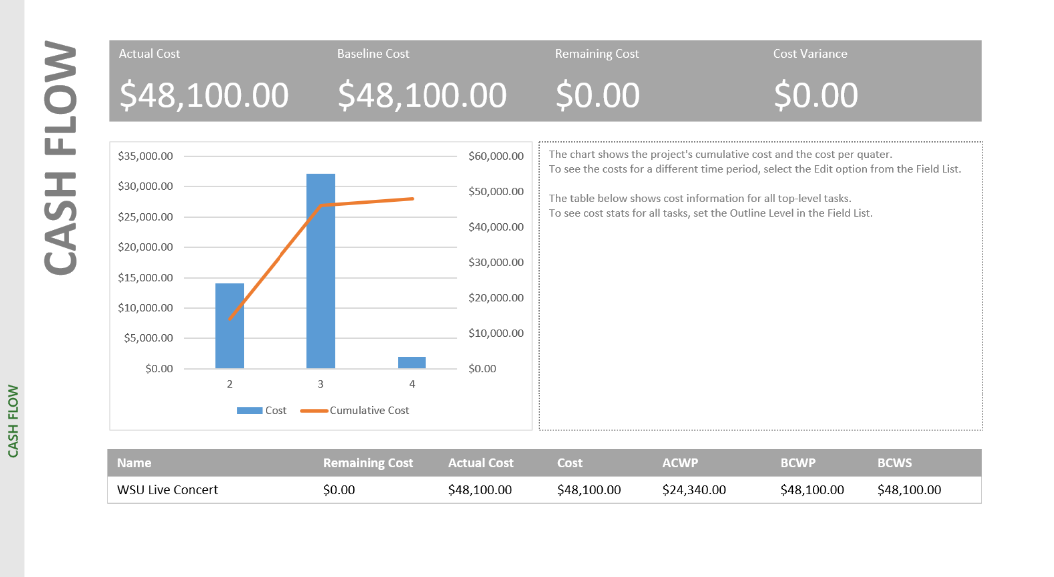 CASH FLOW
CASH FLOW
Actual Cost Baseline Cost Remaining Cost Cost Variance
$48,100.00 $48,100.00 $0.00 $0.00
$35,000.00
$30,000.00
$25,000.00
$20,000.00
$15,000.00
$10,000.00
$5,000.00
$0.00
$60,000.00
$50,000.00
$40,000.00
$30,000.00
$20,000.00
$10,000.00
$0.00
2 3 4
Cost Cumulative Cost
The chart shows the project's cumulative cost and the cost per quater.
To see the costs for a different time period, select the Edit option from the Field List.
The table below shows cost information for all top-level tasks.
To see cost stats for all tasks, set the Outline Level in the Field List.
Name Remaining Cost Actual Cost Cost ACWP BCWP BCWS
WSU Live Concert $0.00 $48,100.00 $48,100.00 $24,340.00 $48,100.00 $48,100.00